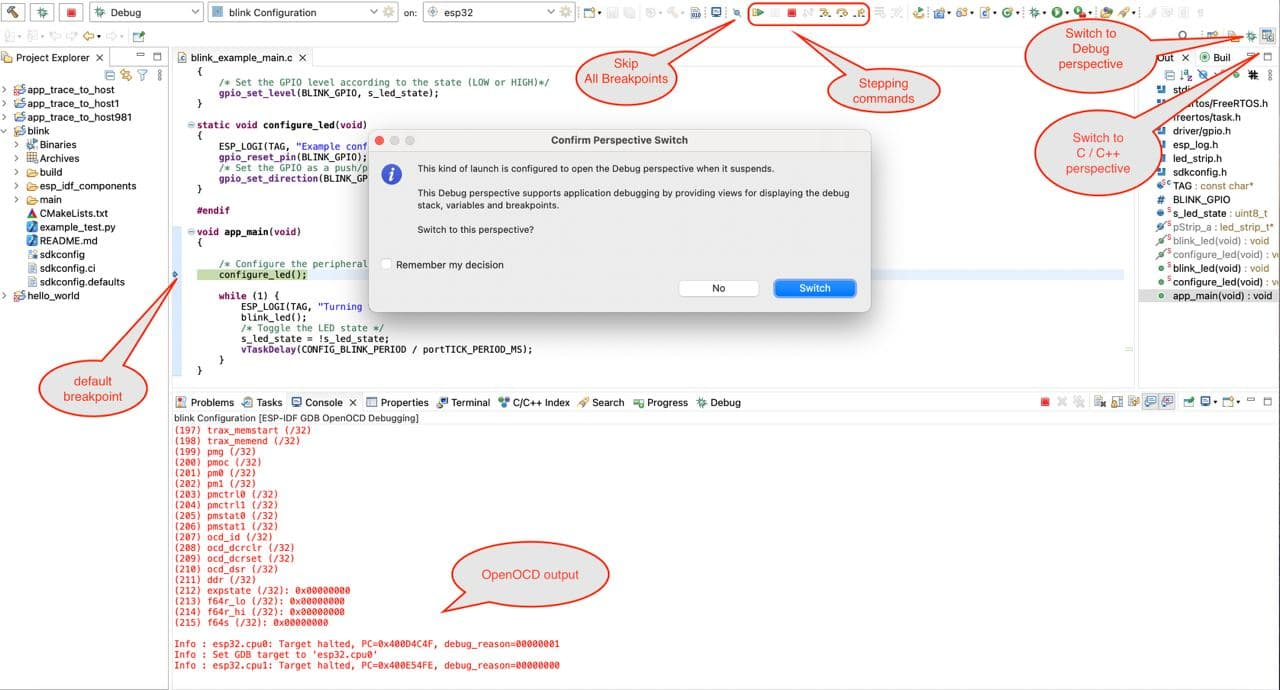 Debug
blink Configuration
on:
esp32
Skip
All Breakpoints
Stepping
commands
Switch to
Debug
perspective
Switch to
C / C++
perspective
default
breakpoint
OpenOCD output
Project Explorer
app_trace_to_host
app_trace_to_host1
app_trace_to_host981
blink
Binaries
Archives
build
esp_idf_components
main
CMakeLists.txt
example_test.py
README.md
sdkconfig
sdkconfig.ci
sdkconfig.defaults
hello_world
blink_example_main.c
{
/* Set the GPIO level according to the state (LOW or HIGH)*/
gpio_set_level(BLINK_GPIO, s_led_state);
}
static void configure_led(void)
{
ESP_LOGI(TAG, "Example conf
gpio_reset_pin(BLINK_GPIO);
/* Set the GPIO as a push/p
gpio_set_direction(BLINK_GP
}
#endif
void app_main(void)
{
/* Configure the peripheral
configure_led();
while (1) {
ESP_LOGI(TAG, "Turning
blink_led();
/* Toggle the LED state */
s_led_state = !s_led_state;
vTaskDelay(CONFIG_BLINK_PERIOD / portTICK_PERIOD_MS);
}
}
Confirm Perspective Switch
This kind of launch is configured to open the Debug perspective when it suspends.
This Debug perspective supports application debugging by providing views for displaying the debug
stack, variables and breakpoints.
Switch to this perspective?
Remember my decision
No
Switch
Out
Buil
freertos/FreeRTOS.h
freertos/task.h
driver/gpio.h
esp_log.h
led_strip.h
sdkconfig.h
TAG : const char*
BLINK_GPIO
s_led_state : uint8_t
pStrip_a : led_strip_t*
blink_led(void) : void
configure_led(void) : v
blink_led(void) : void
configure_led(void) : v
app_main(void) : void
Problems
Tasks
Console
Properties
Terminal
C/C++ Index
Search
Progress
Debug
blink Configuration [ESP-IDF GDB OpenOCD Debugging]
(197) trax_memstart (/32)
(198) trax_memend (/32)
(199) pmg (/32)
(200) pmoc (/32)
(201) pm0 (/32)
(202) pm1 (/32)
(203) pmctrl0 (/32)
(204) pmctrl1 (/32)
(205) pmstat0 (/32)
(206) pmstat1 (/32)
(207) ocd_id (/32)
(208) ocd_dcrclr (/32)
(209) ocd_dcrset (/32)
(210) ocd_dsr (/32)
(211) ddr (/32)
(212) expstate (/32): 0x00000000
(213) f64r_lo (/32): 0x00000000
(214) f64r_hi (/32): 0x00000000
(215) f64s (/32): 0x00000000
Info : esp32.cpu0: Target halted, PC=0x400D4C4F, debug_reason=00000001
Info : Set GDB target to 'esp32.cpu0'
Info : esp32.cpu1: Target halted, PC=0x400E54FE, debug_reason=00000000